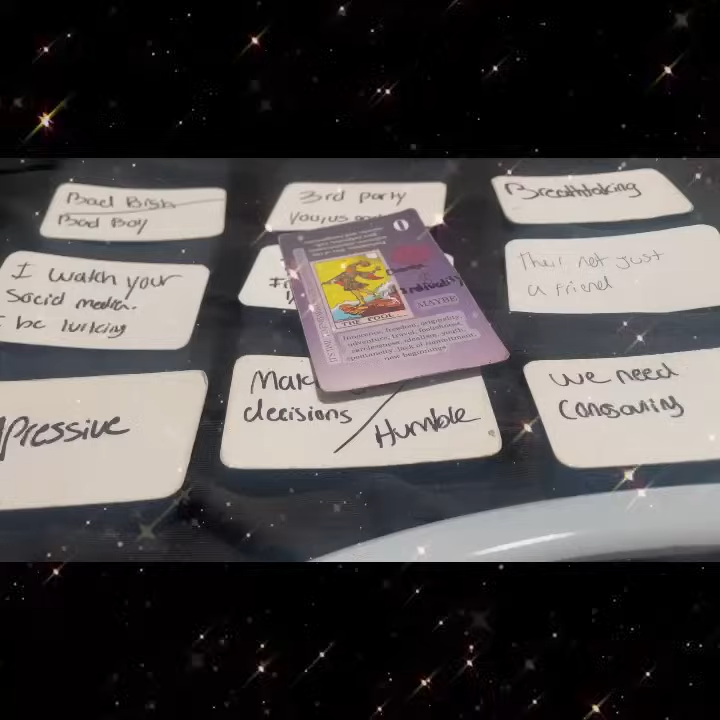 Bad Bish
Bad Boy
3rd party
you, us
Breathtaking
I watch your
Social media.
I be lurking
0
THE FOOL
MAYBE
Innocence, freedom, originality,
adventure, travel, foolishness,
carelessness, idealism, youth,
spontaneity, lack of commitment,
new beginnings
Their not just
a friend
pressive
Mak
decisions
Humble
We need
Consouling